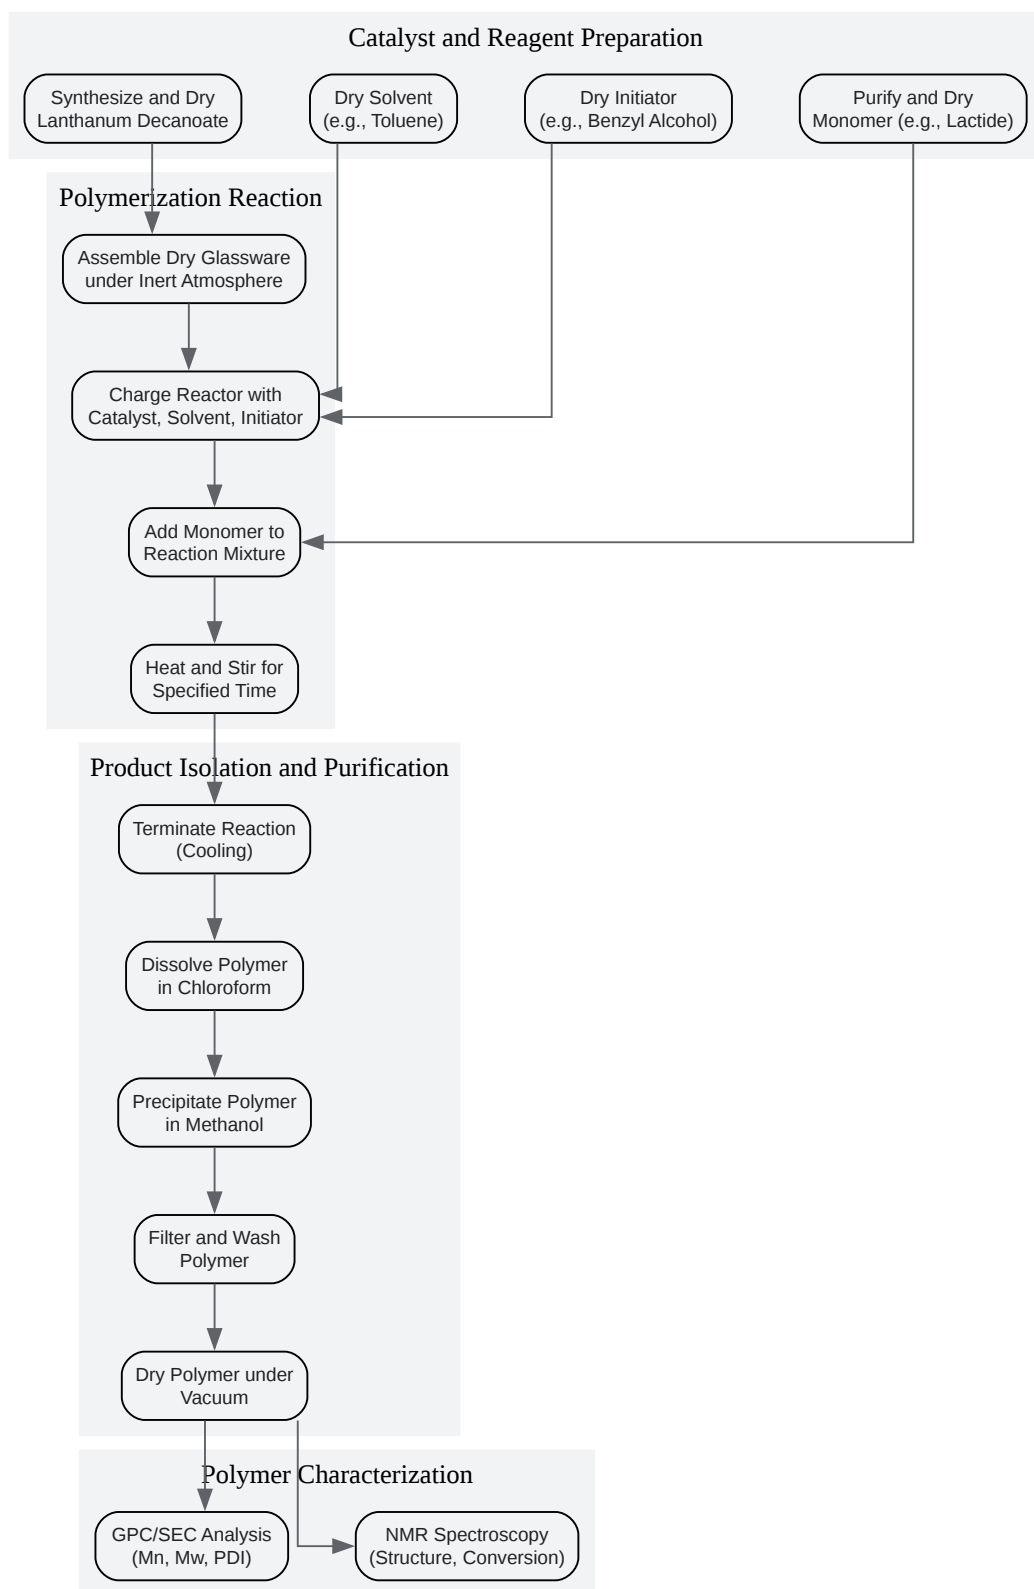 Catalyst and Reagent Preparation
Synthesize and Dry
Lanthanum Decanoate
Dry Solvent
(e.g., Toluene)
Dry Initiator
(e.g., Benzyl Alcohol)
Purify and Dry
Monomer (e.g., Lactide)
Polymerization Reaction
Assemble Dry Glassware
under Inert Atmosphere
Charge Reactor with
Catalyst, Solvent, Initiator
Add Monomer to
Reaction Mixture
Heat and Stir for
Specified Time
Product Isolation and Purification
Terminate Reaction
(Cooling)
Dissolve Polymer
in Chloroform
Precipitate Polymer
in Methanol
Filter and Wash
Polymer
Dry Polymer under
Vacuum
Polymer Characterization
GPC/SEC Analysis
(Mn, Mw, PDI)
NMR Spectroscopy
(Structure, Conversion)